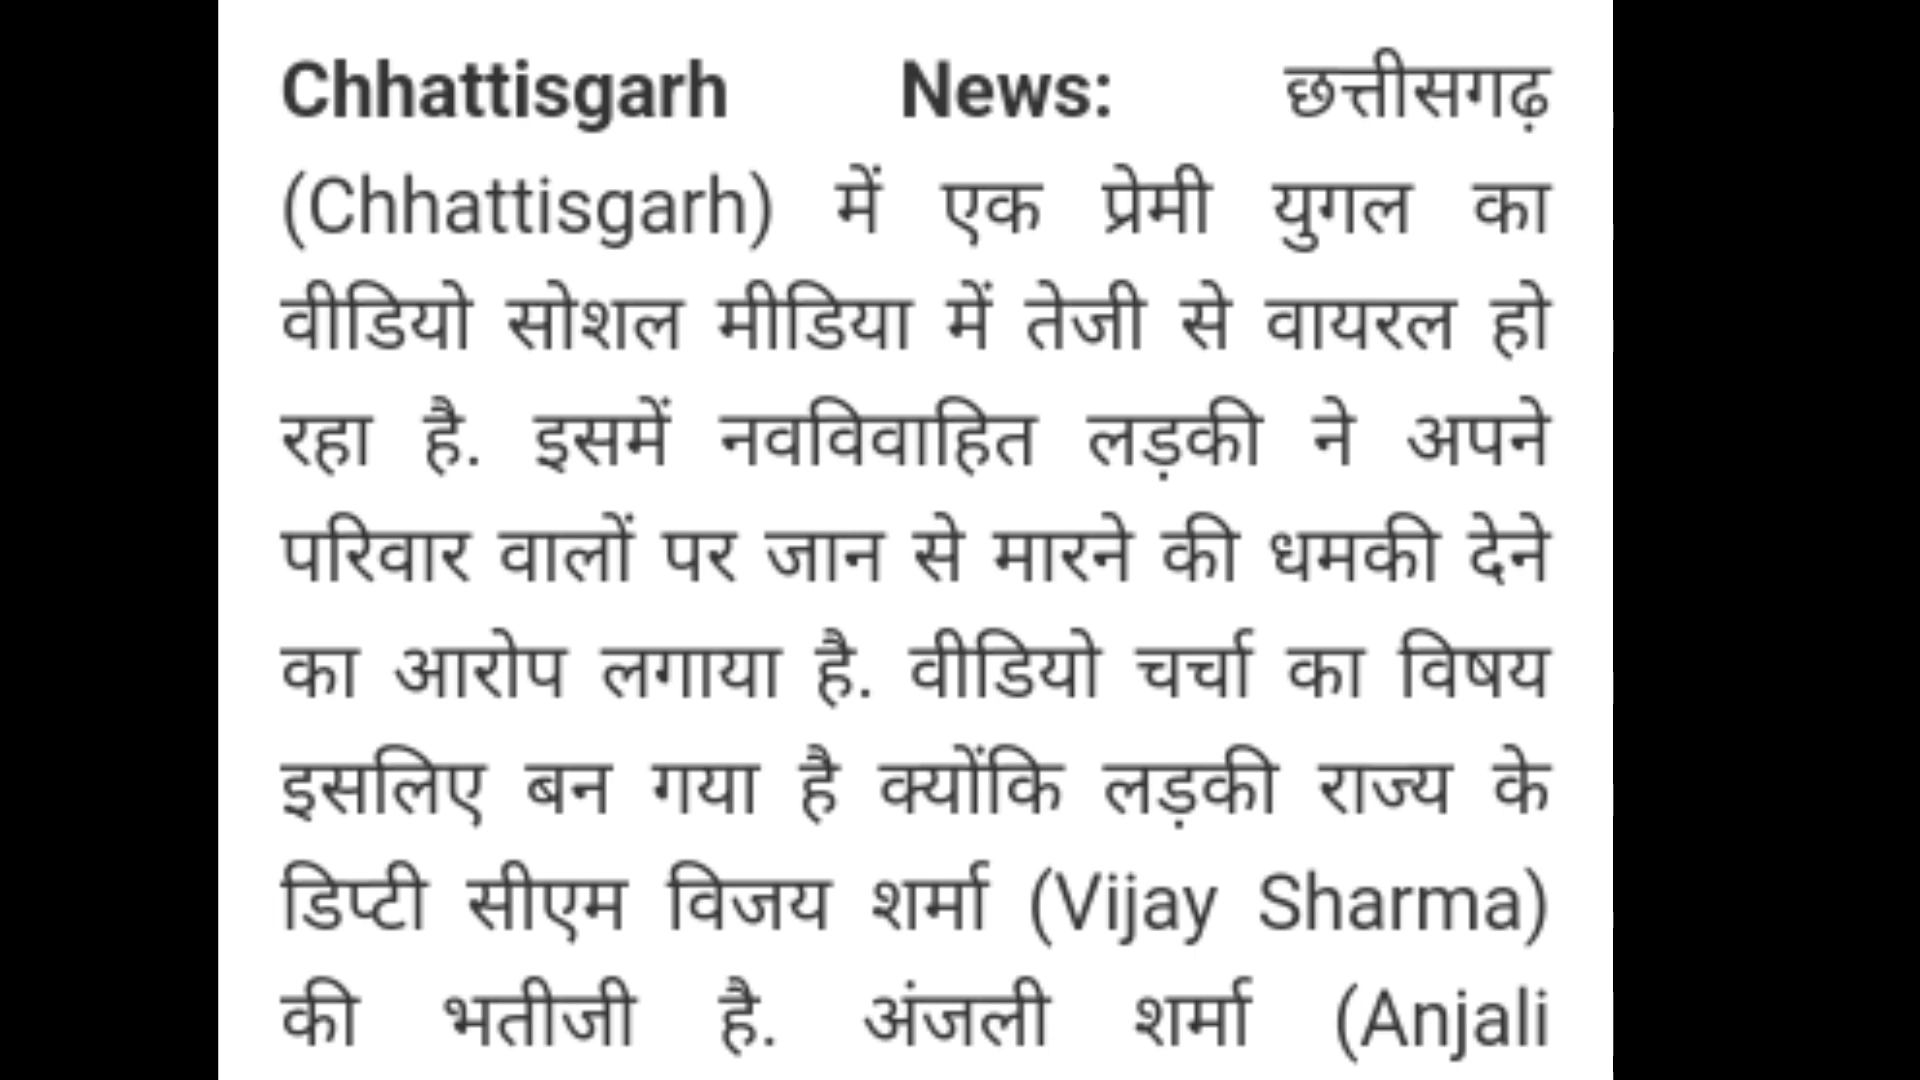 Chhattisgarh News: छत्तीसगढ़
(Chhattisgarh) में एक प्रेमी युगल का
वीडियो सोशल मीडिया में तेजी से वायरल हो
रहा है. इसमें नवविवाहित लड़की ने अपने
परिवार वालों पर जान से मारने की धमकी देने
का आरोप लगाया है. वीडियो चर्चा का विषय
इसलिए बन गया है क्योंकि लड़की राज्य के
डिप्टी सीएम विजय शर्मा (Vijay Sharma)
की भतीजी है. अंजली शर्मा (Anjali